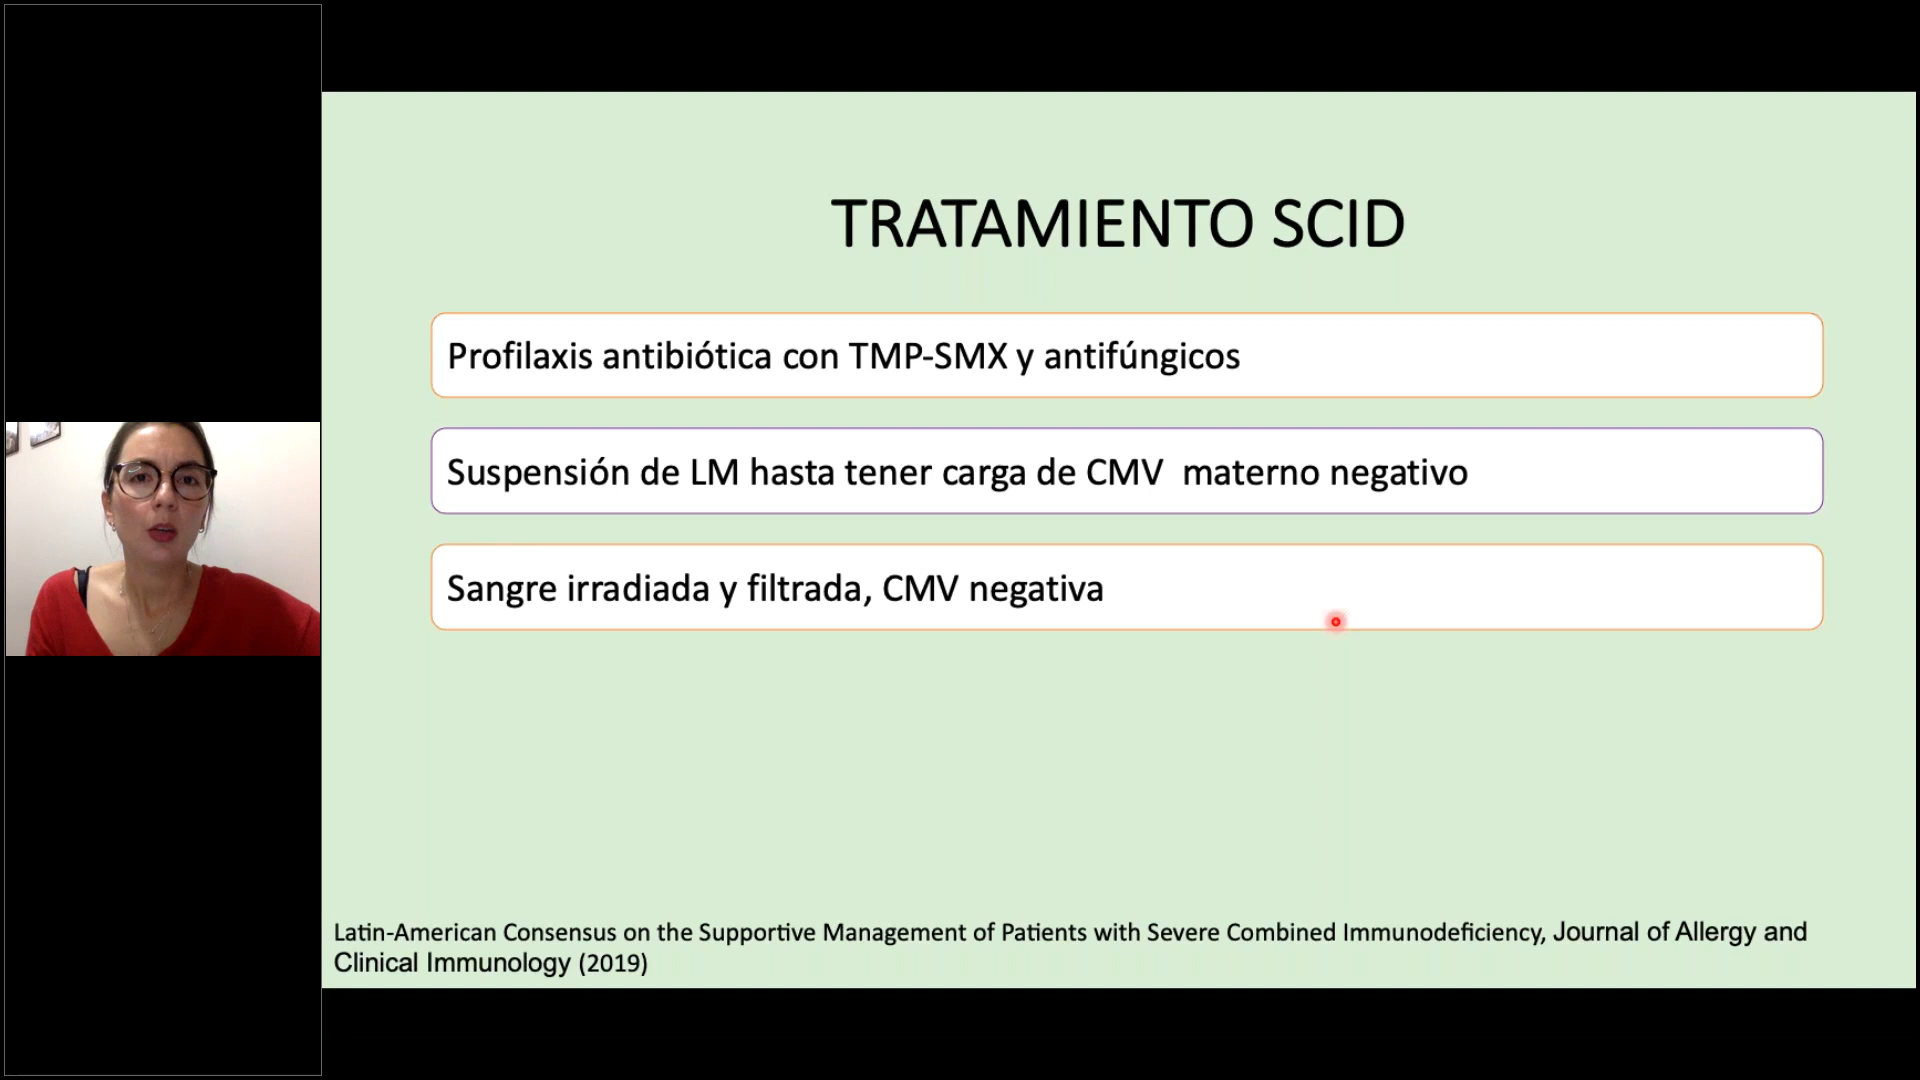 TRATAMIENTO SCID
Profilaxis antibiótica con TMP-SMX y antifúngicos
Suspensión de LM hasta tener carga de CMV  materno negativo
Sangre irradiada y filtrada, CMV negativa
Latin-American Consensus on the Supportive Management of Patients with Severe Combined Immunodeficiency, Journal of Allergy and
Clinical Immunology (2019)